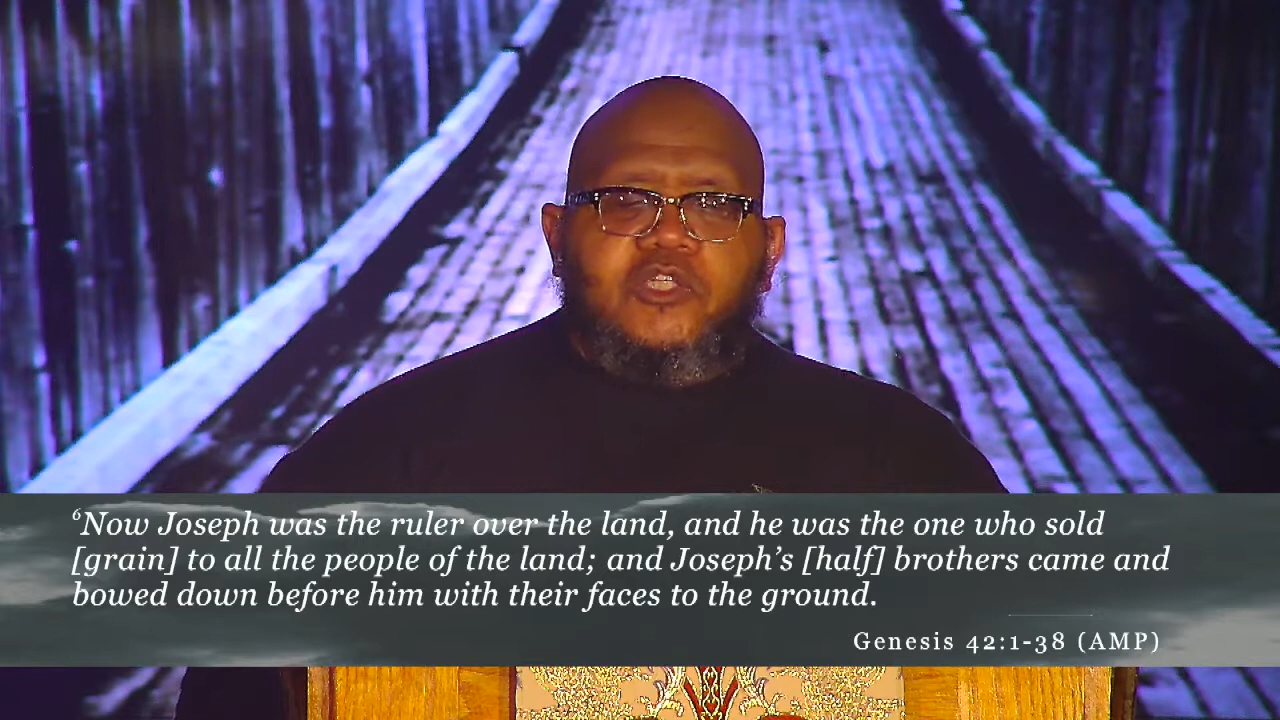 ⁶Now Joseph was the ruler over the land, and he was the one who sold
[grain] to all the people of the land; and Joseph’s [half] brothers came and
bowed down before him with their faces to the ground.
Genesis 42:1-38 (AMP)